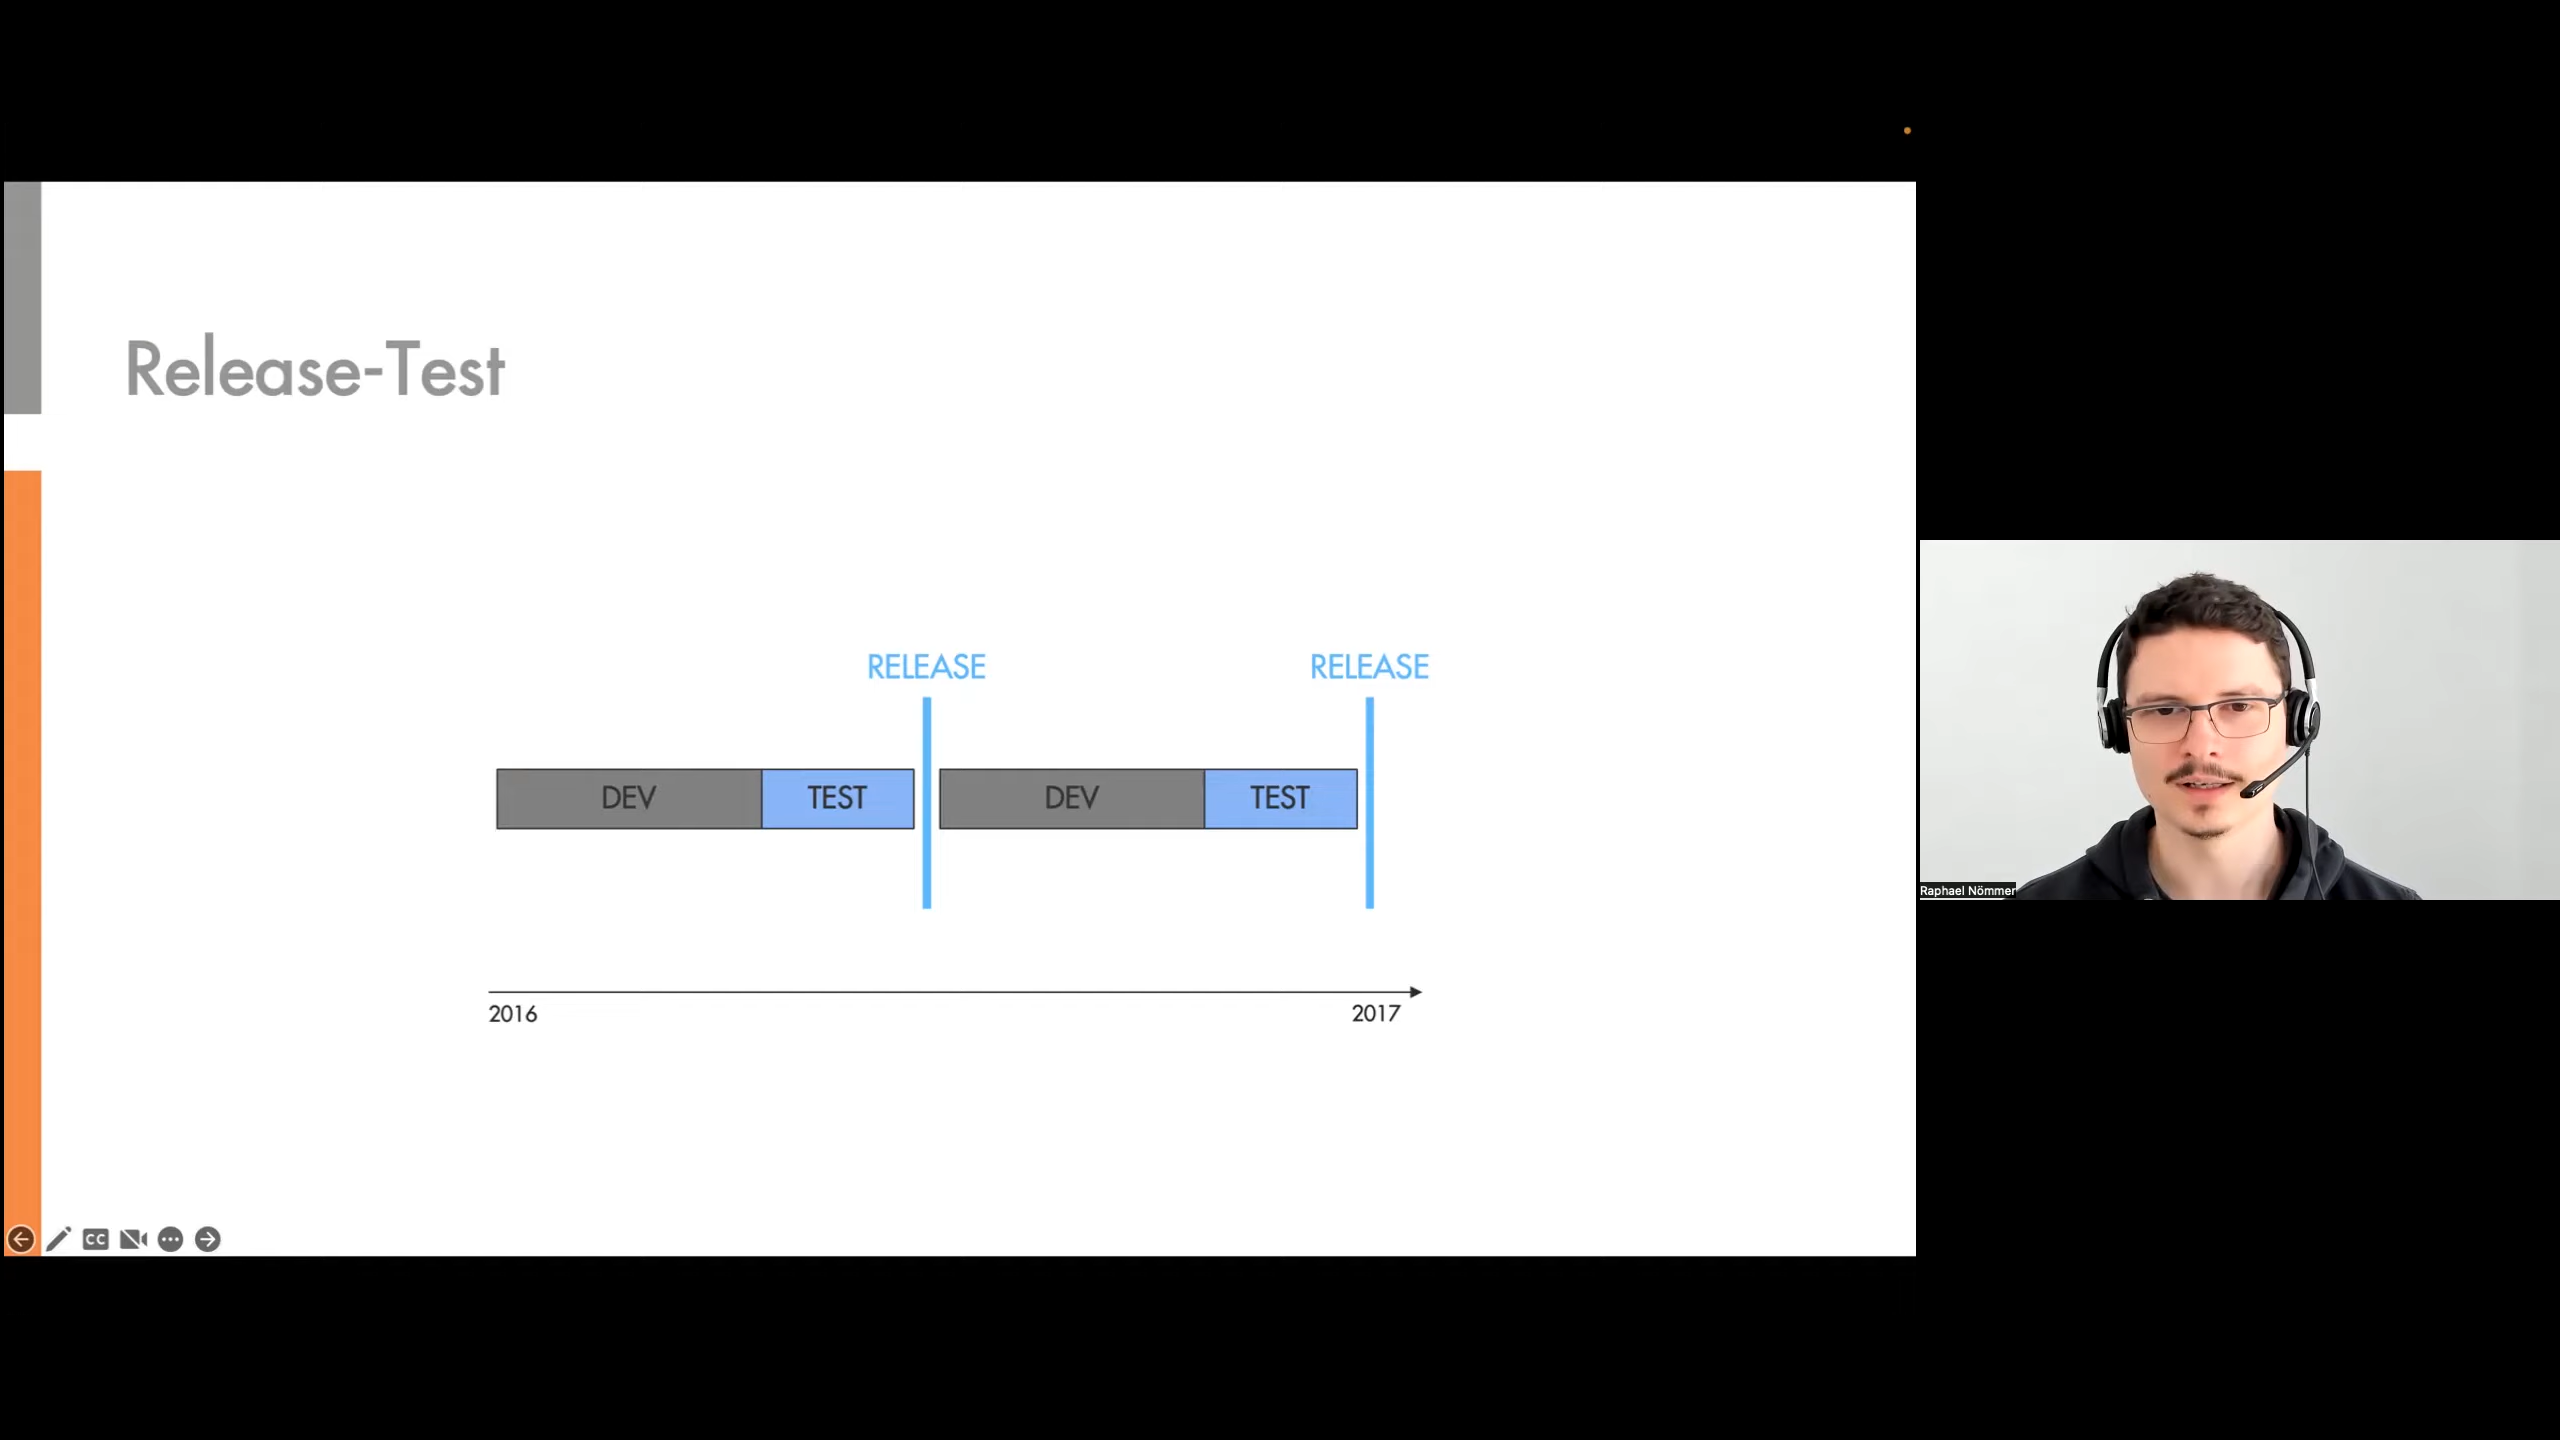 Release-Test
RELEASE RELEASE
DEV TEST DEV TEST
2016 2017
CC
Raphael Nömmer